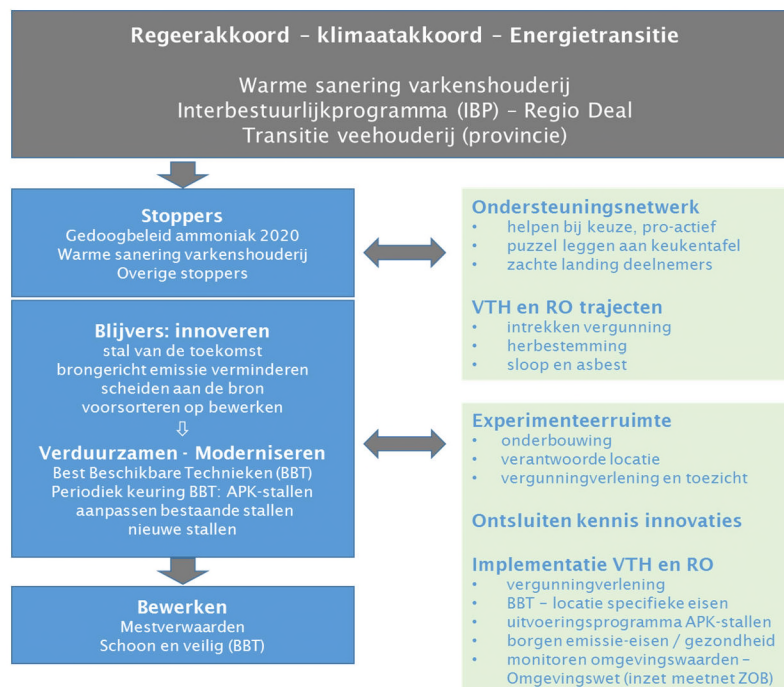 Regeerakkoord – klimaatakkoord – Energietransitie
Warme sanering varkenshouderij
Interbestuurlijkprogramma (IBP) – Regio Deal
Transitie veehouderij (provincie)
Stoppers
Gedoogbeleid ammoniak 2020
Warme sanering varkenshouderij
Overige stoppers
Ondersteuningsnetwerk
• helpen bij keuze, pro-actief
• puzzel leggen aan keukentafel
• zachte landing deelnemers
VTH en RO trajecten
• intrekken vergunning
• herbestemming
• sloop en asbest
Blijvers: innoveren
stal van de toekomst
brongericht emissie verminderen
scheiden aan de bron
voorsorteren op bewerken
⇩
Verduurzamen - Moderniseren
Best Beschikbare Technieken (BBT)
Periodiek keuring BBT: APK-stallen
aanpassen bestaande stallen
nieuwe stallen
Experimenteerruimte
• onderbouwing
• verantwoorde locatie
• vergunningverlening en toezicht
Ontsluiten kennis innovaties
Implementatie VTH en RO
• vergunningverlening
• BBT – locatie specifieke eisen
• uitvoeringsprogramma APK-stallen
• borgen emissie-eisen / gezondheid
• monitoren omgevingswaarden –
Omgevingswet (inzet meetnet ZOB)
Bewerken
Mestverwaarden
Schoon en veilig (BBT)